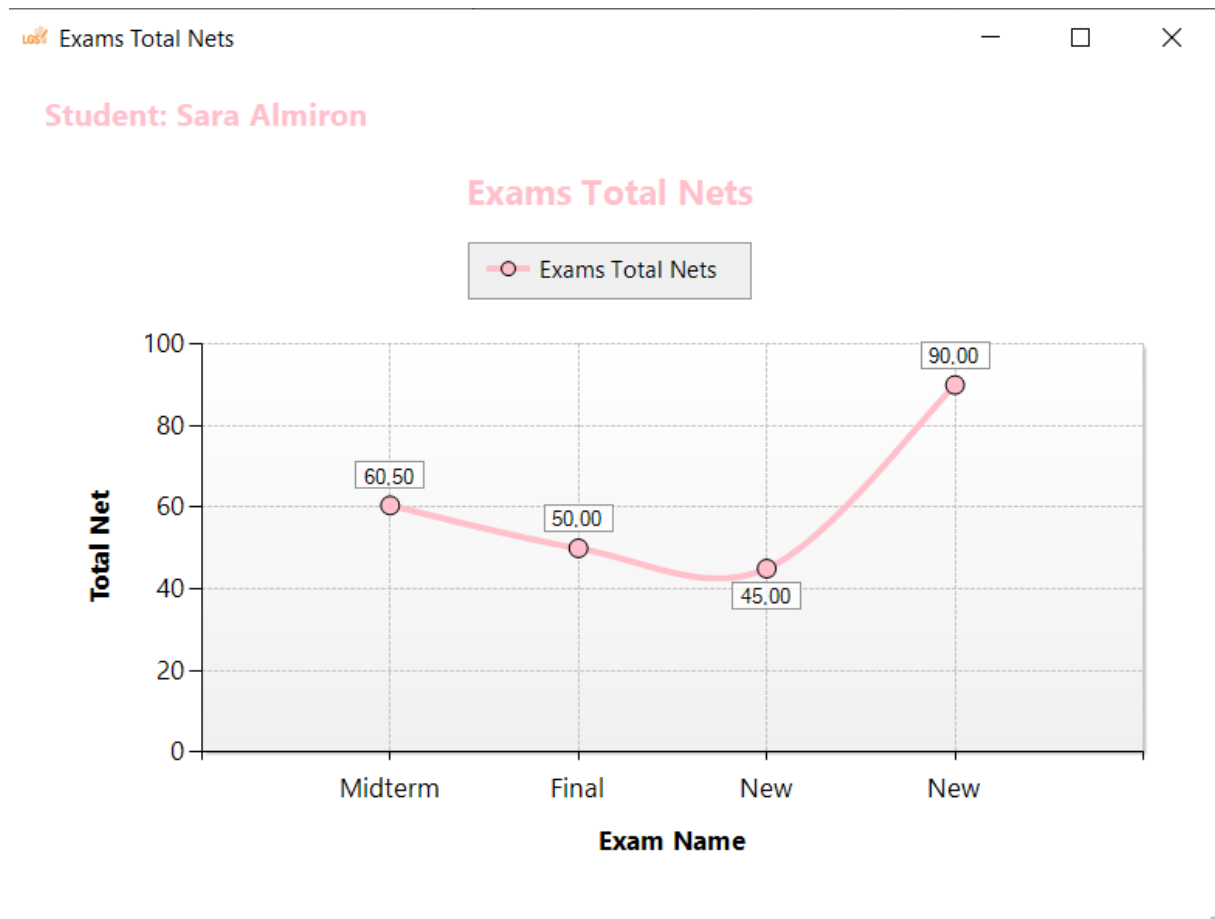 LGS Exams Total Nets
Student: Sara Almiron
Exams Total Nets
Exams Total Nets
100
90,00
80
60,50
60
50,00
Total Net
45,00
40
20
0
Midterm Final New New
Exam Name